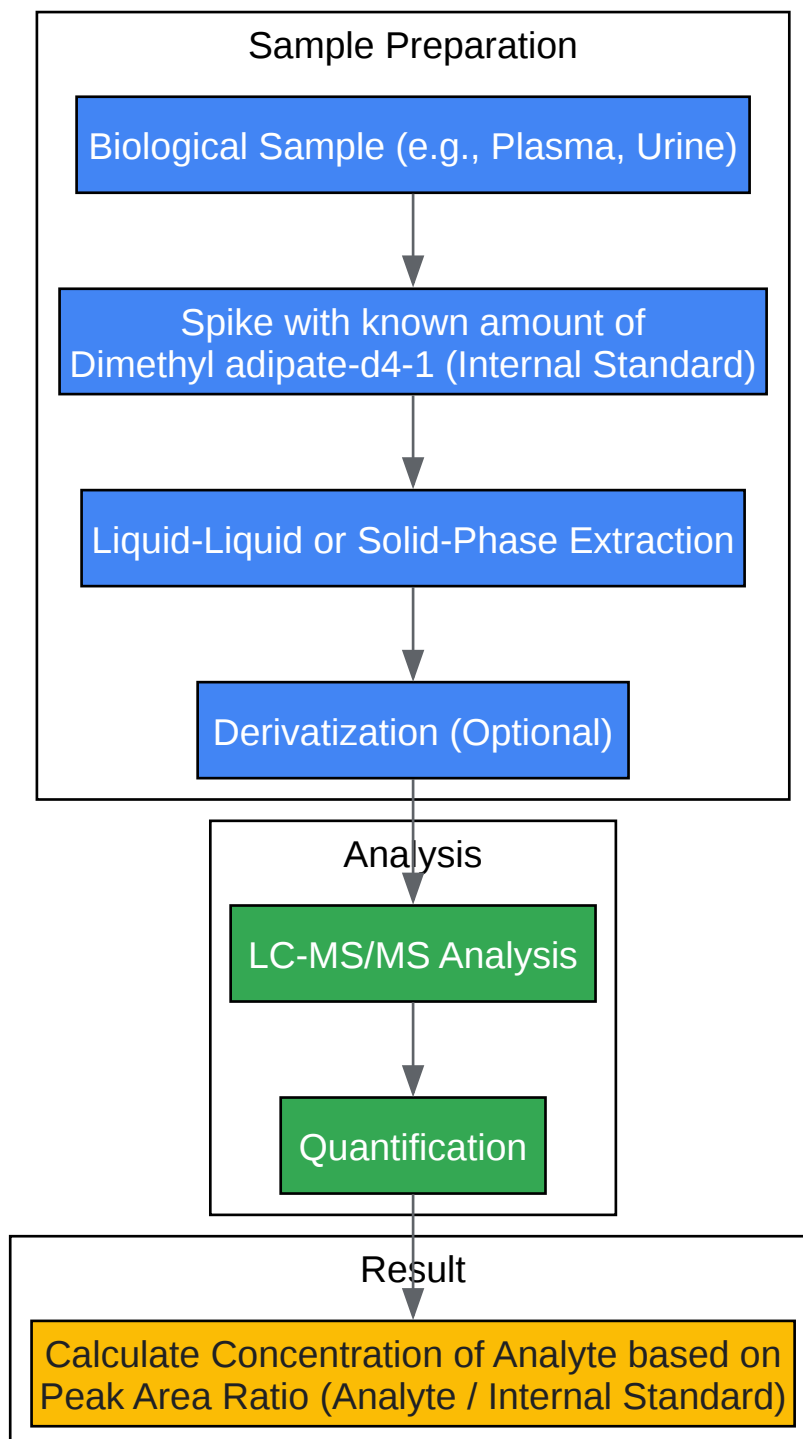 Sample Preparation
Biological Sample (e.g., Plasma, Urine)
Spike with known amount of
Dimethyl adipate-d4-1 (Internal Standard)
Liquid-Liquid or Solid-Phase Extraction
Derivatization (Optional)
Analysis
LC-MS/MS Analysis
Quantification
Result
Calculate Concentration of Analyte based on
Peak Area Ratio (Analyte / Internal Standard)